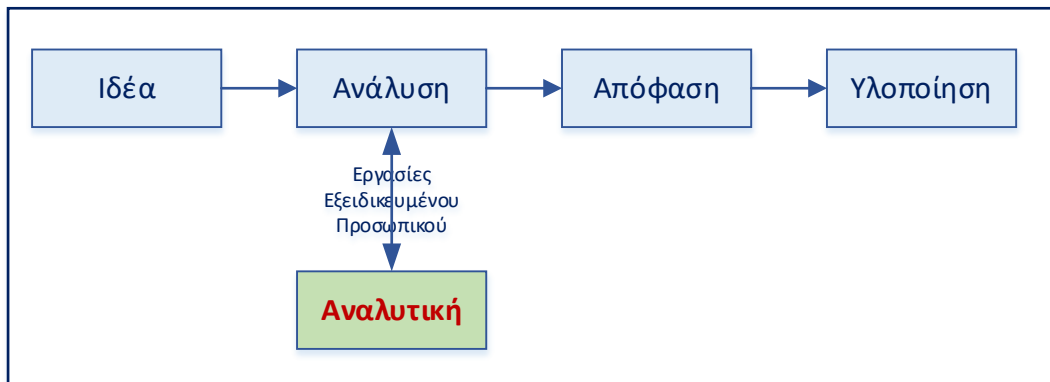 Ιδέα
Ανάλυση
Απόφαση
Υλοποίηση
Εργασίες
Εξειδικευμένου
Προσωπικού
Αναλυτική